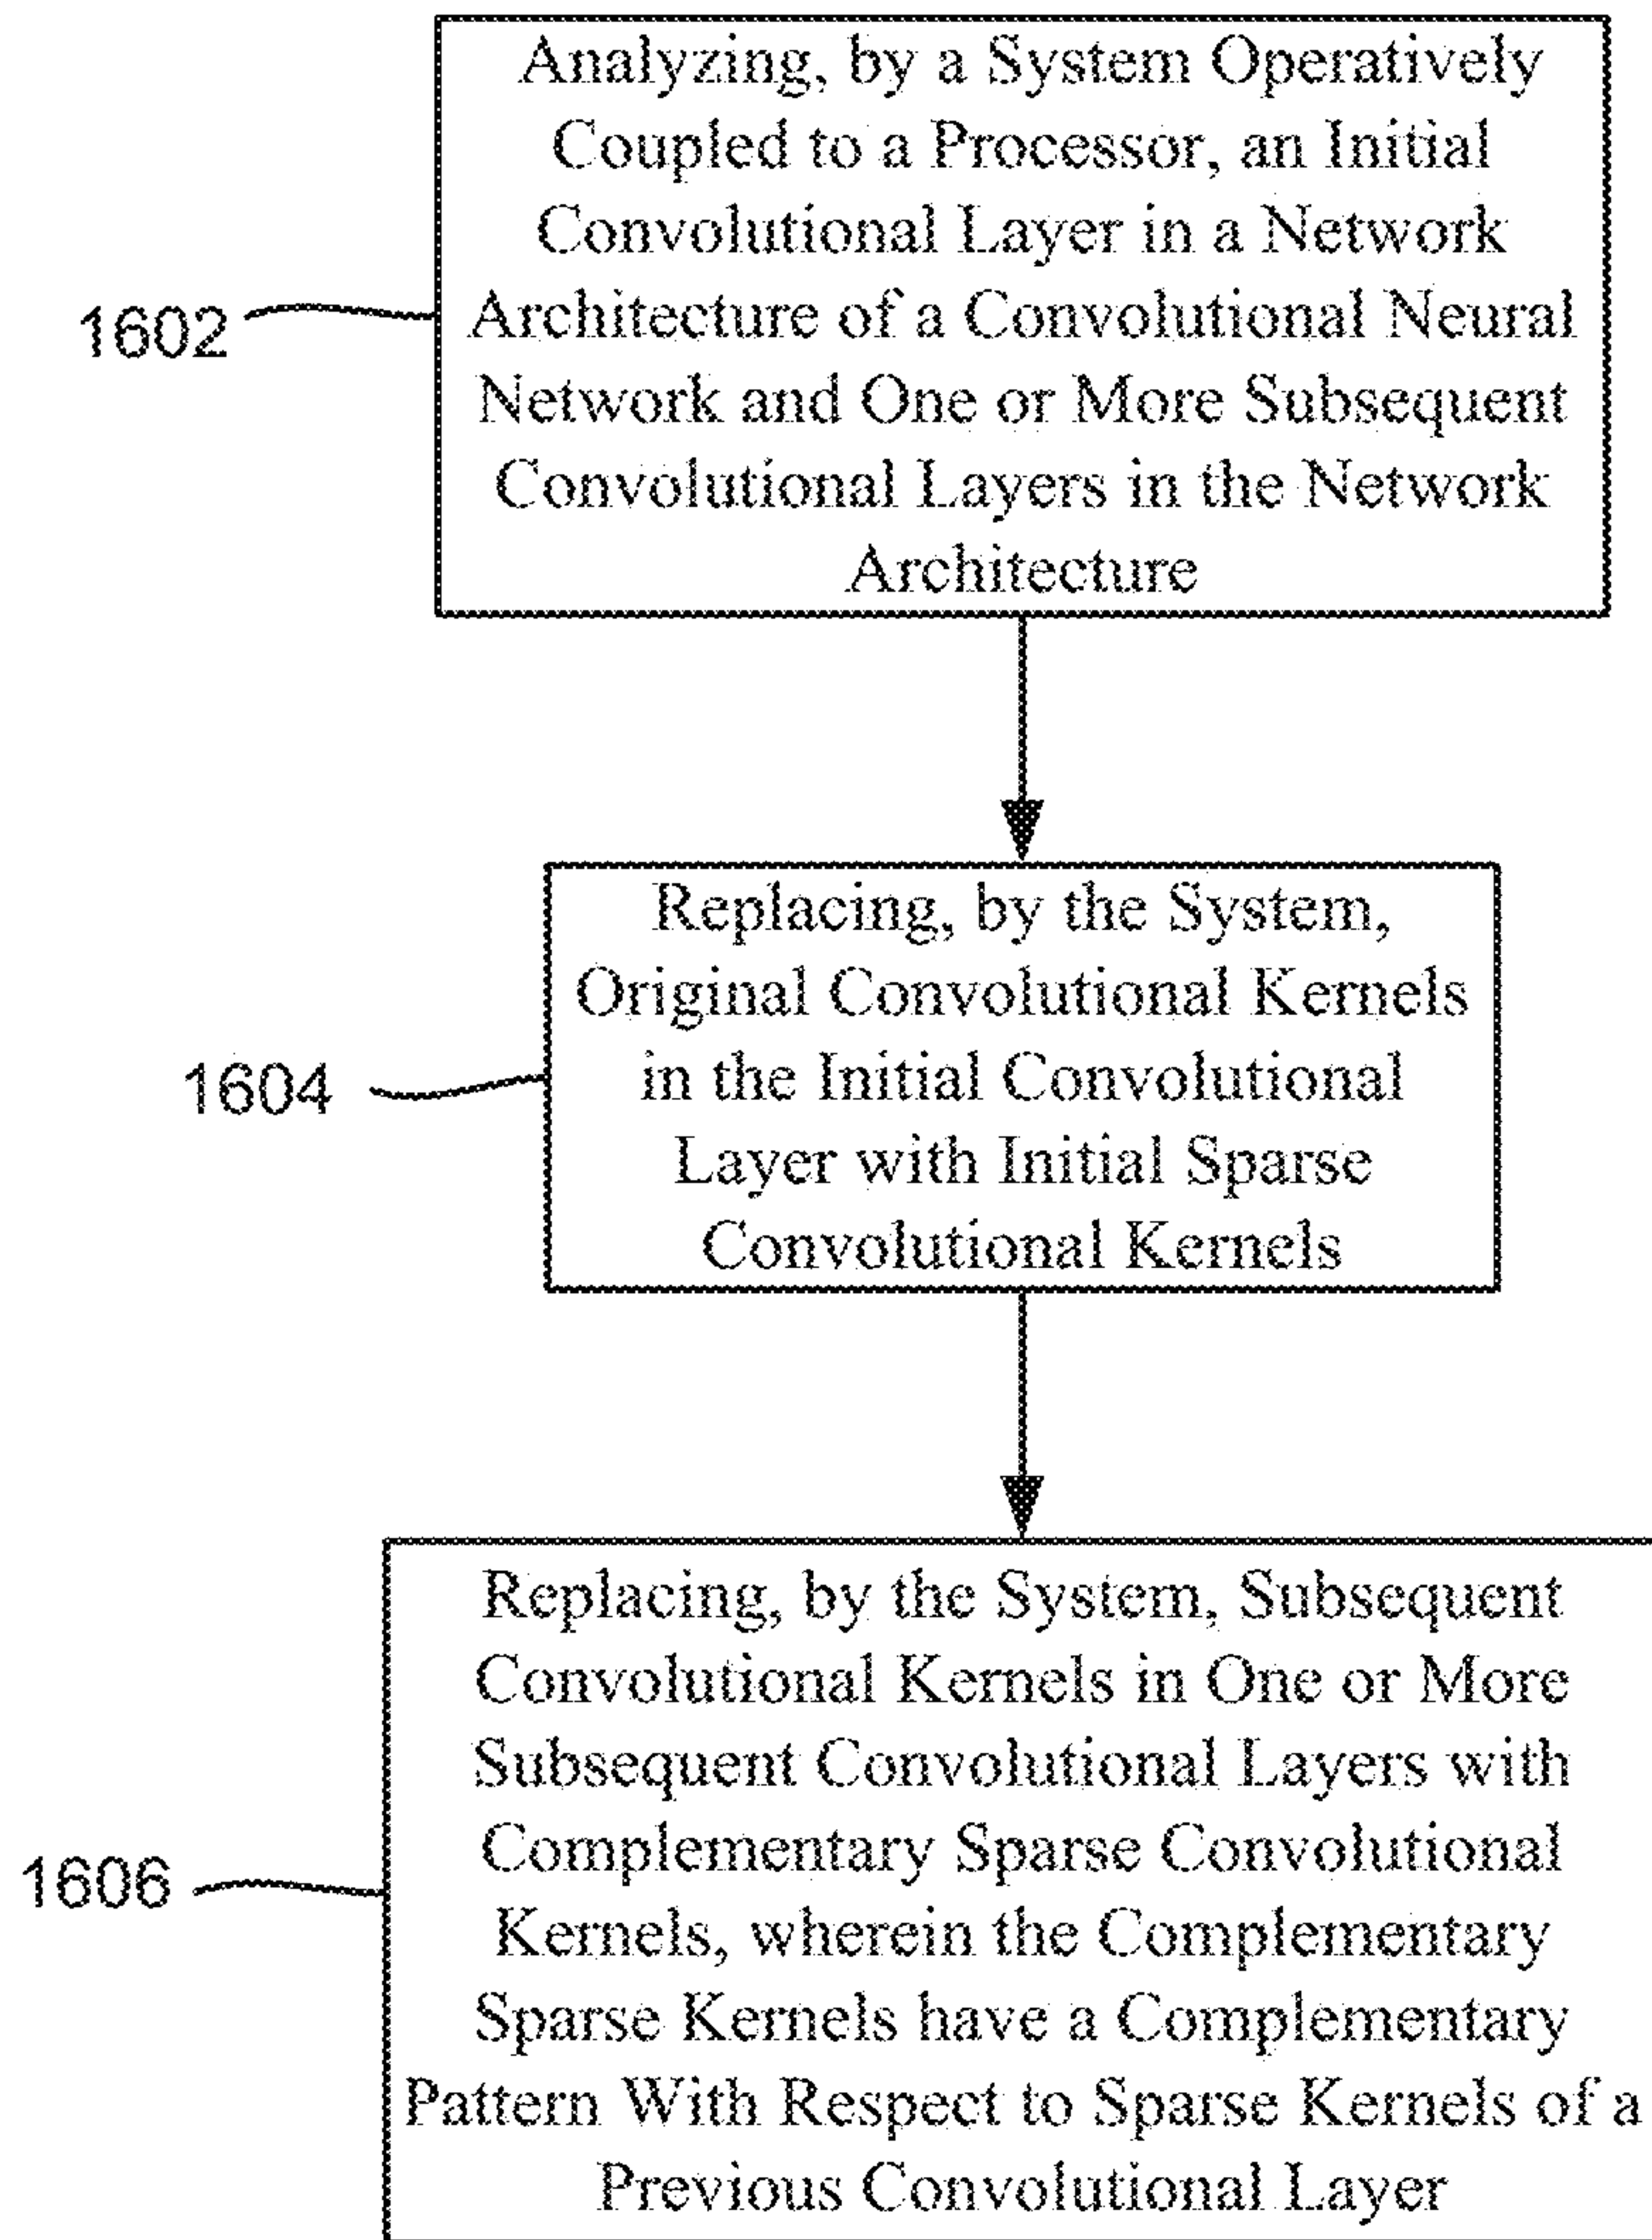 Analyzing, by a System Operatively
Coupled to a Processor, an Initial
Convolutional Layer in a Network
Architecture of a Convolutional Neural
Network and One or More Subsequent
Convolutional Layers in the Network
Architecture
1602
Replacing, by the System,
Original Convolutional Kernels
in the Initial Convolutional
Layer with Initial Sparse
Convolutional Kernels
1604
Replacing, by the System, Subsequent
Convolutional Kernels in One or More
Subsequent Convolutional Layers with
Complementary Sparse Convolutional
Kernels, wherein the Complementary
Sparse Kernels have a Complementary
Pattern With Respect to Sparse Kernels of a
Previous Convolutional Layer
1606